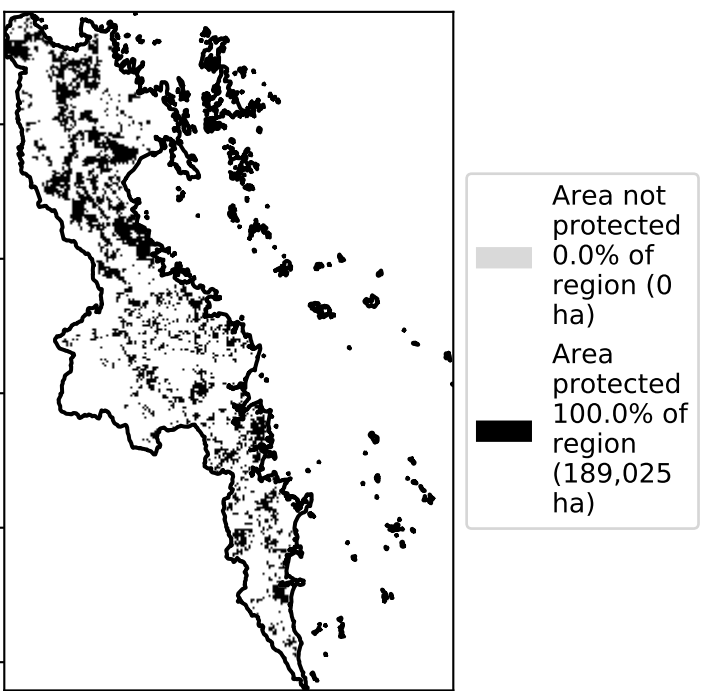 Area not
protected
0.0% of
region (0
ha)
Area
protected
100.0% of
region
(189,025
ha)